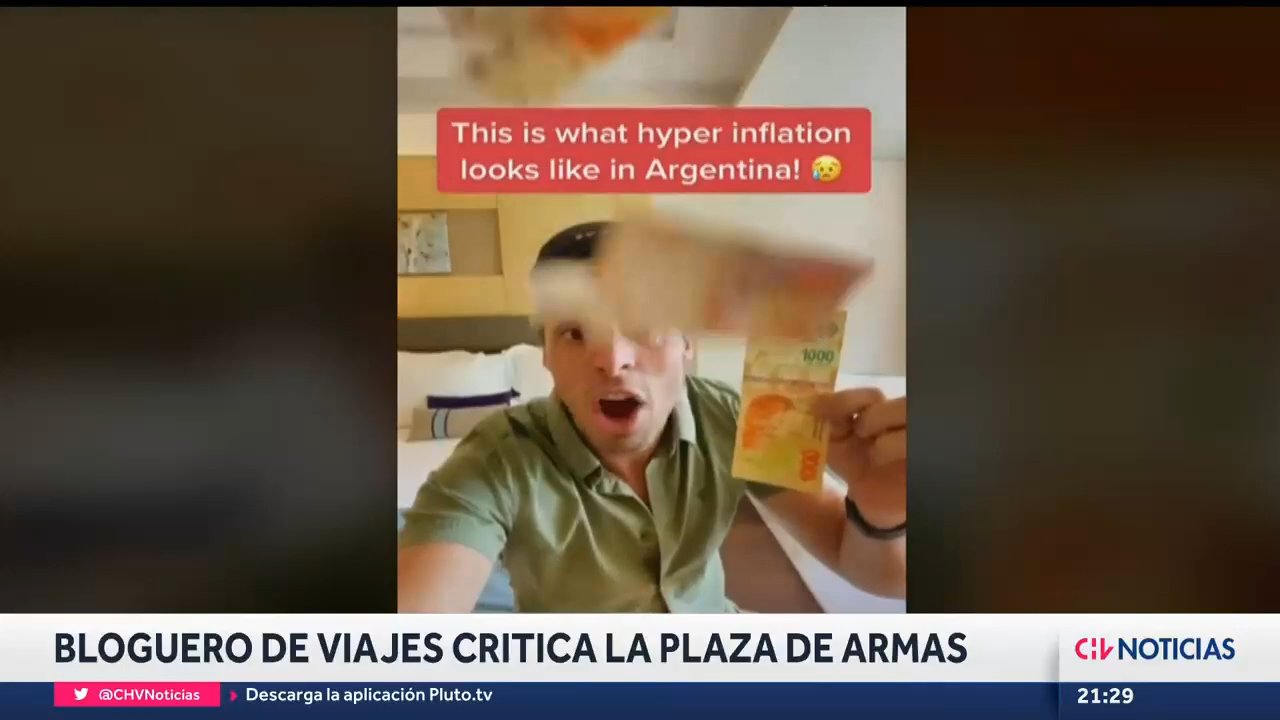 This is what hyper inflation
looks like in Argentina! 😥
1000
1000
BLOGUERO DE VIAJES CRITICA LA PLAZA DE ARMAS
CHV NOTICIAS
@CHVNoticias
Descarga la aplicación Pluto.tv
21:29